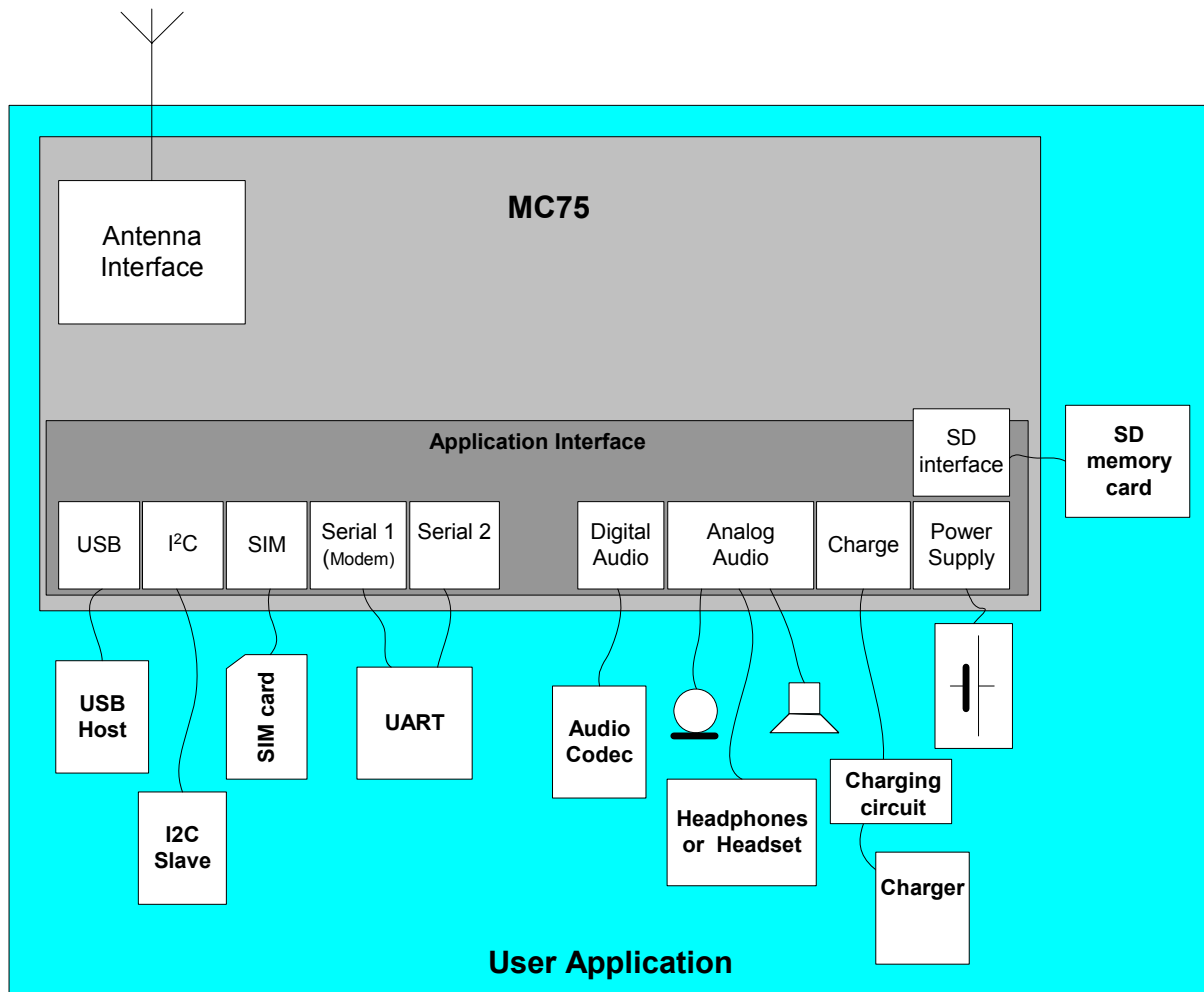 MC75
Antenna
Interface
Application Interface
SD
interface
SD
memory
card
USB
I²C
SIM
Serial 1
(Modem)
Serial 2
Digital
Audio
Analog
Audio
Charge
Power
Supply
USB
Host
SIM card
UART
Audio
Codec
I2C
Slave
Headphones
or Headset
Charging
circuit
Charger
User Application